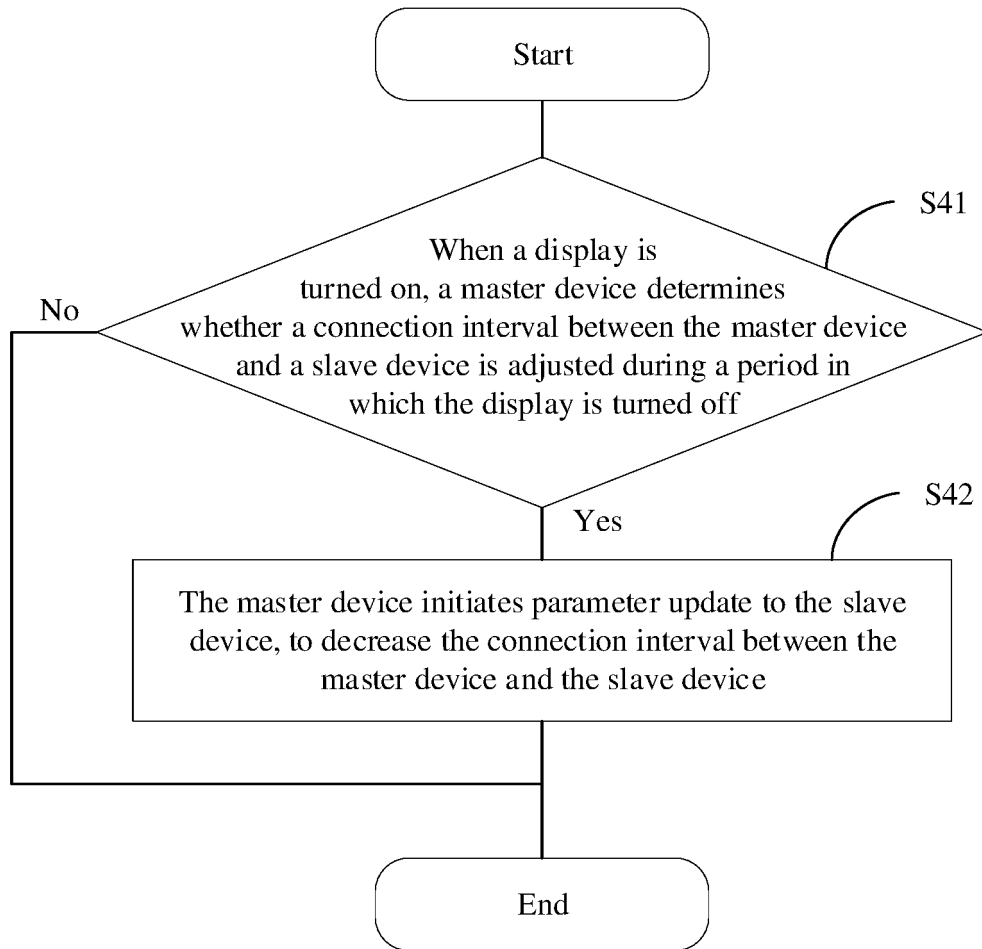 Start
S41
When a display is
turned on, a master device determines
whether a connection interval between the master device
and a slave device is adjusted during a period in
which the display is turned off
No
Yes
S42
The master device initiates parameter update to the slave
device, to decrease the connection interval between the
master device and the slave device
End